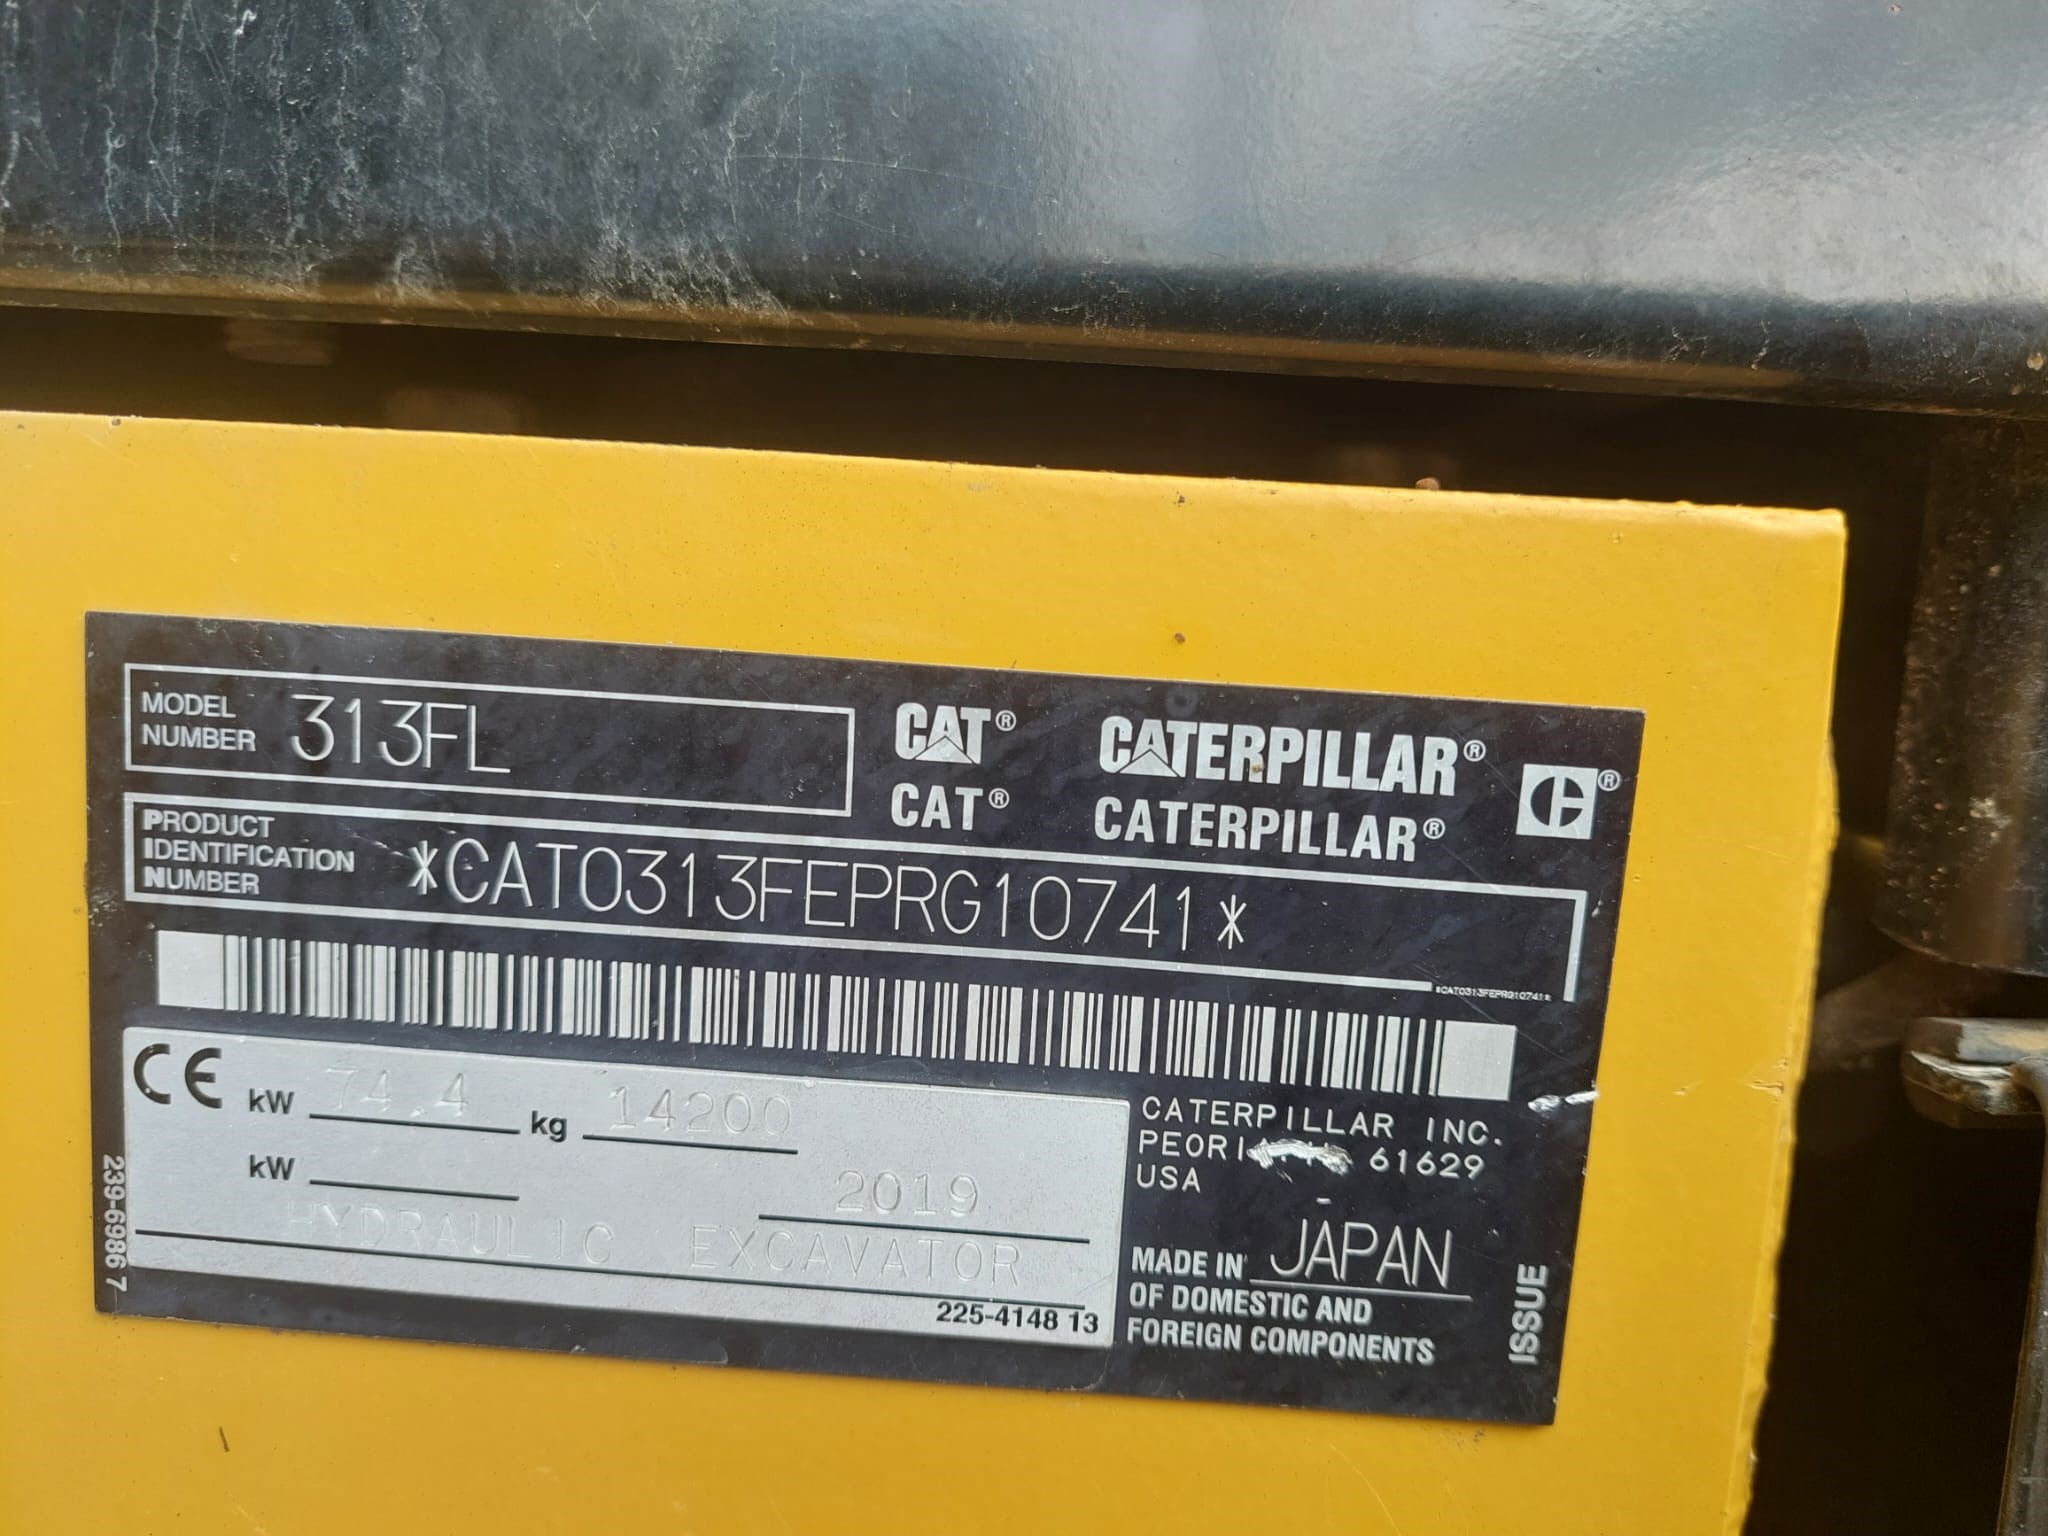 MODEL
NUMBER 313FL
CAT® CATERPILLAR®
CAT® CATERPILLAR®
PRODUCT
IDENTIFICATION
NUMBER *CAT0313FEPRG10741*
*CAT0313FEPRG10741*
CE kW 74.4 kg 14200
kW
2019
HYDRAULIC EXCAVATOR
225-4148 13
239-6986 7
CATERPILLAR INC.
61629
USA
MADE IN JAPAN
OF DOMESTIC AND
FOREIGN COMPONENTS
ISSUE